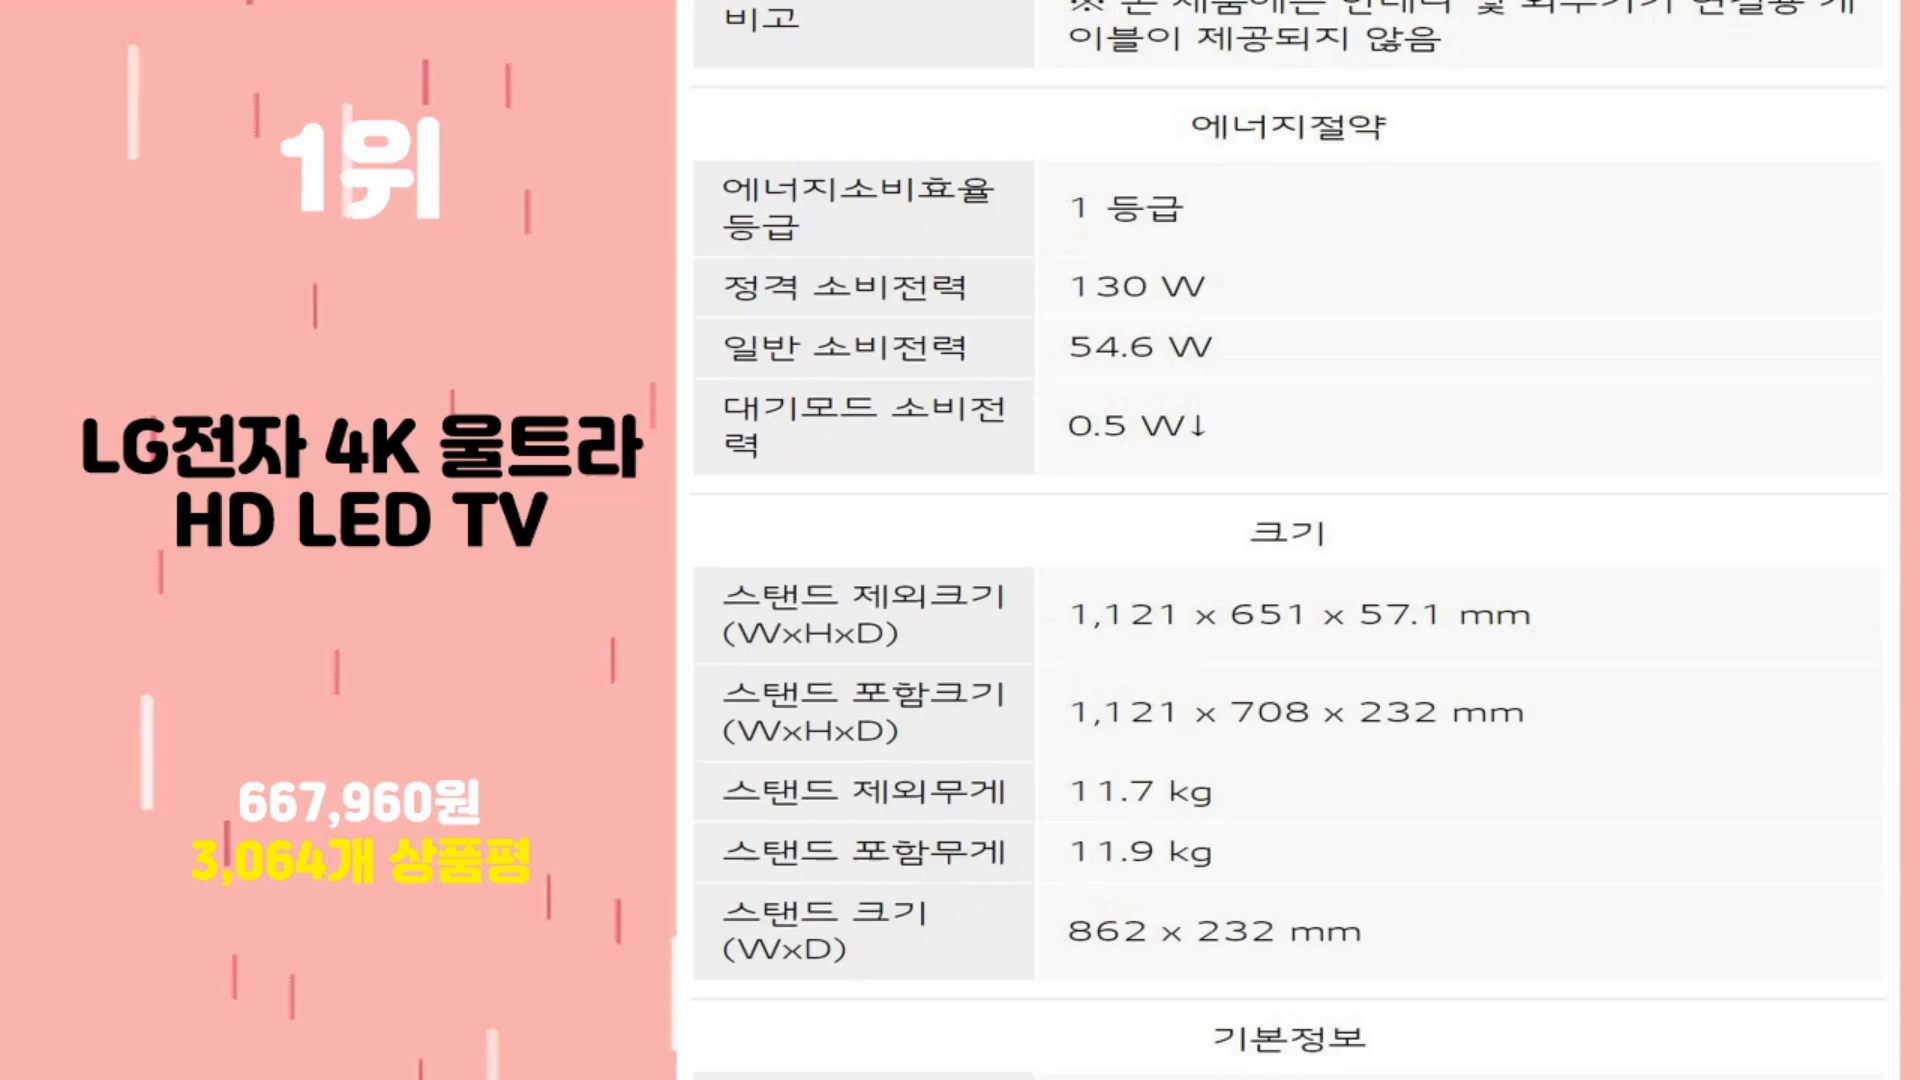 1위
LG전자 4K 울트라
HD LED TV
667,960원
3,064개 상품평
비고
이블이 제공되지 않음
에너지절약
에너지소비효율
등급
1 등급
정격 소비전력
130 W
일반 소비전력
54.6 W
대기모드 소비전
력
0.5 W↓
크기
스탠드 제외크기
(WxHxD)
1,121 x 651 x 57.1 mm
스탠드 포함크기
(WxHxD)
1,121 x 708 x 232 mm
스탠드 제외무게
11.7 kg
스탠드 포함무게
11.9 kg
스탠드 크기
(WxD)
862 x 232 mm
기본정보